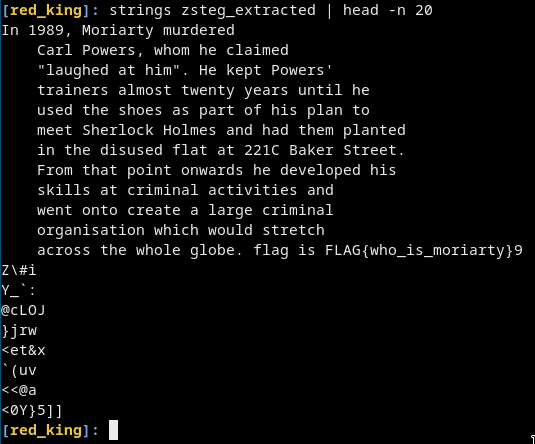 [red_king]: strings zsteg_extracted | head -n 20
In 1989, Moriarty murdered
Carl Powers, whom he claimed
"laughed at him". He kept Powers'
trainers almost twenty years until he
used the shoes as part of his plan to
meet Sherlock Holmes and had them planted
in the disused flat at 221C Baker Street.
From that point onwards he developed his
skills at criminal activities and
went onto create a large criminal
organisation which would stretch
across the whole globe. flag is FLAG{who_is_moriarty}9
Z\#i
Y_`:
@cLOJ
}jrw
<et&x
`(uv
<<@a
<0Y}5]]
[red_king]: